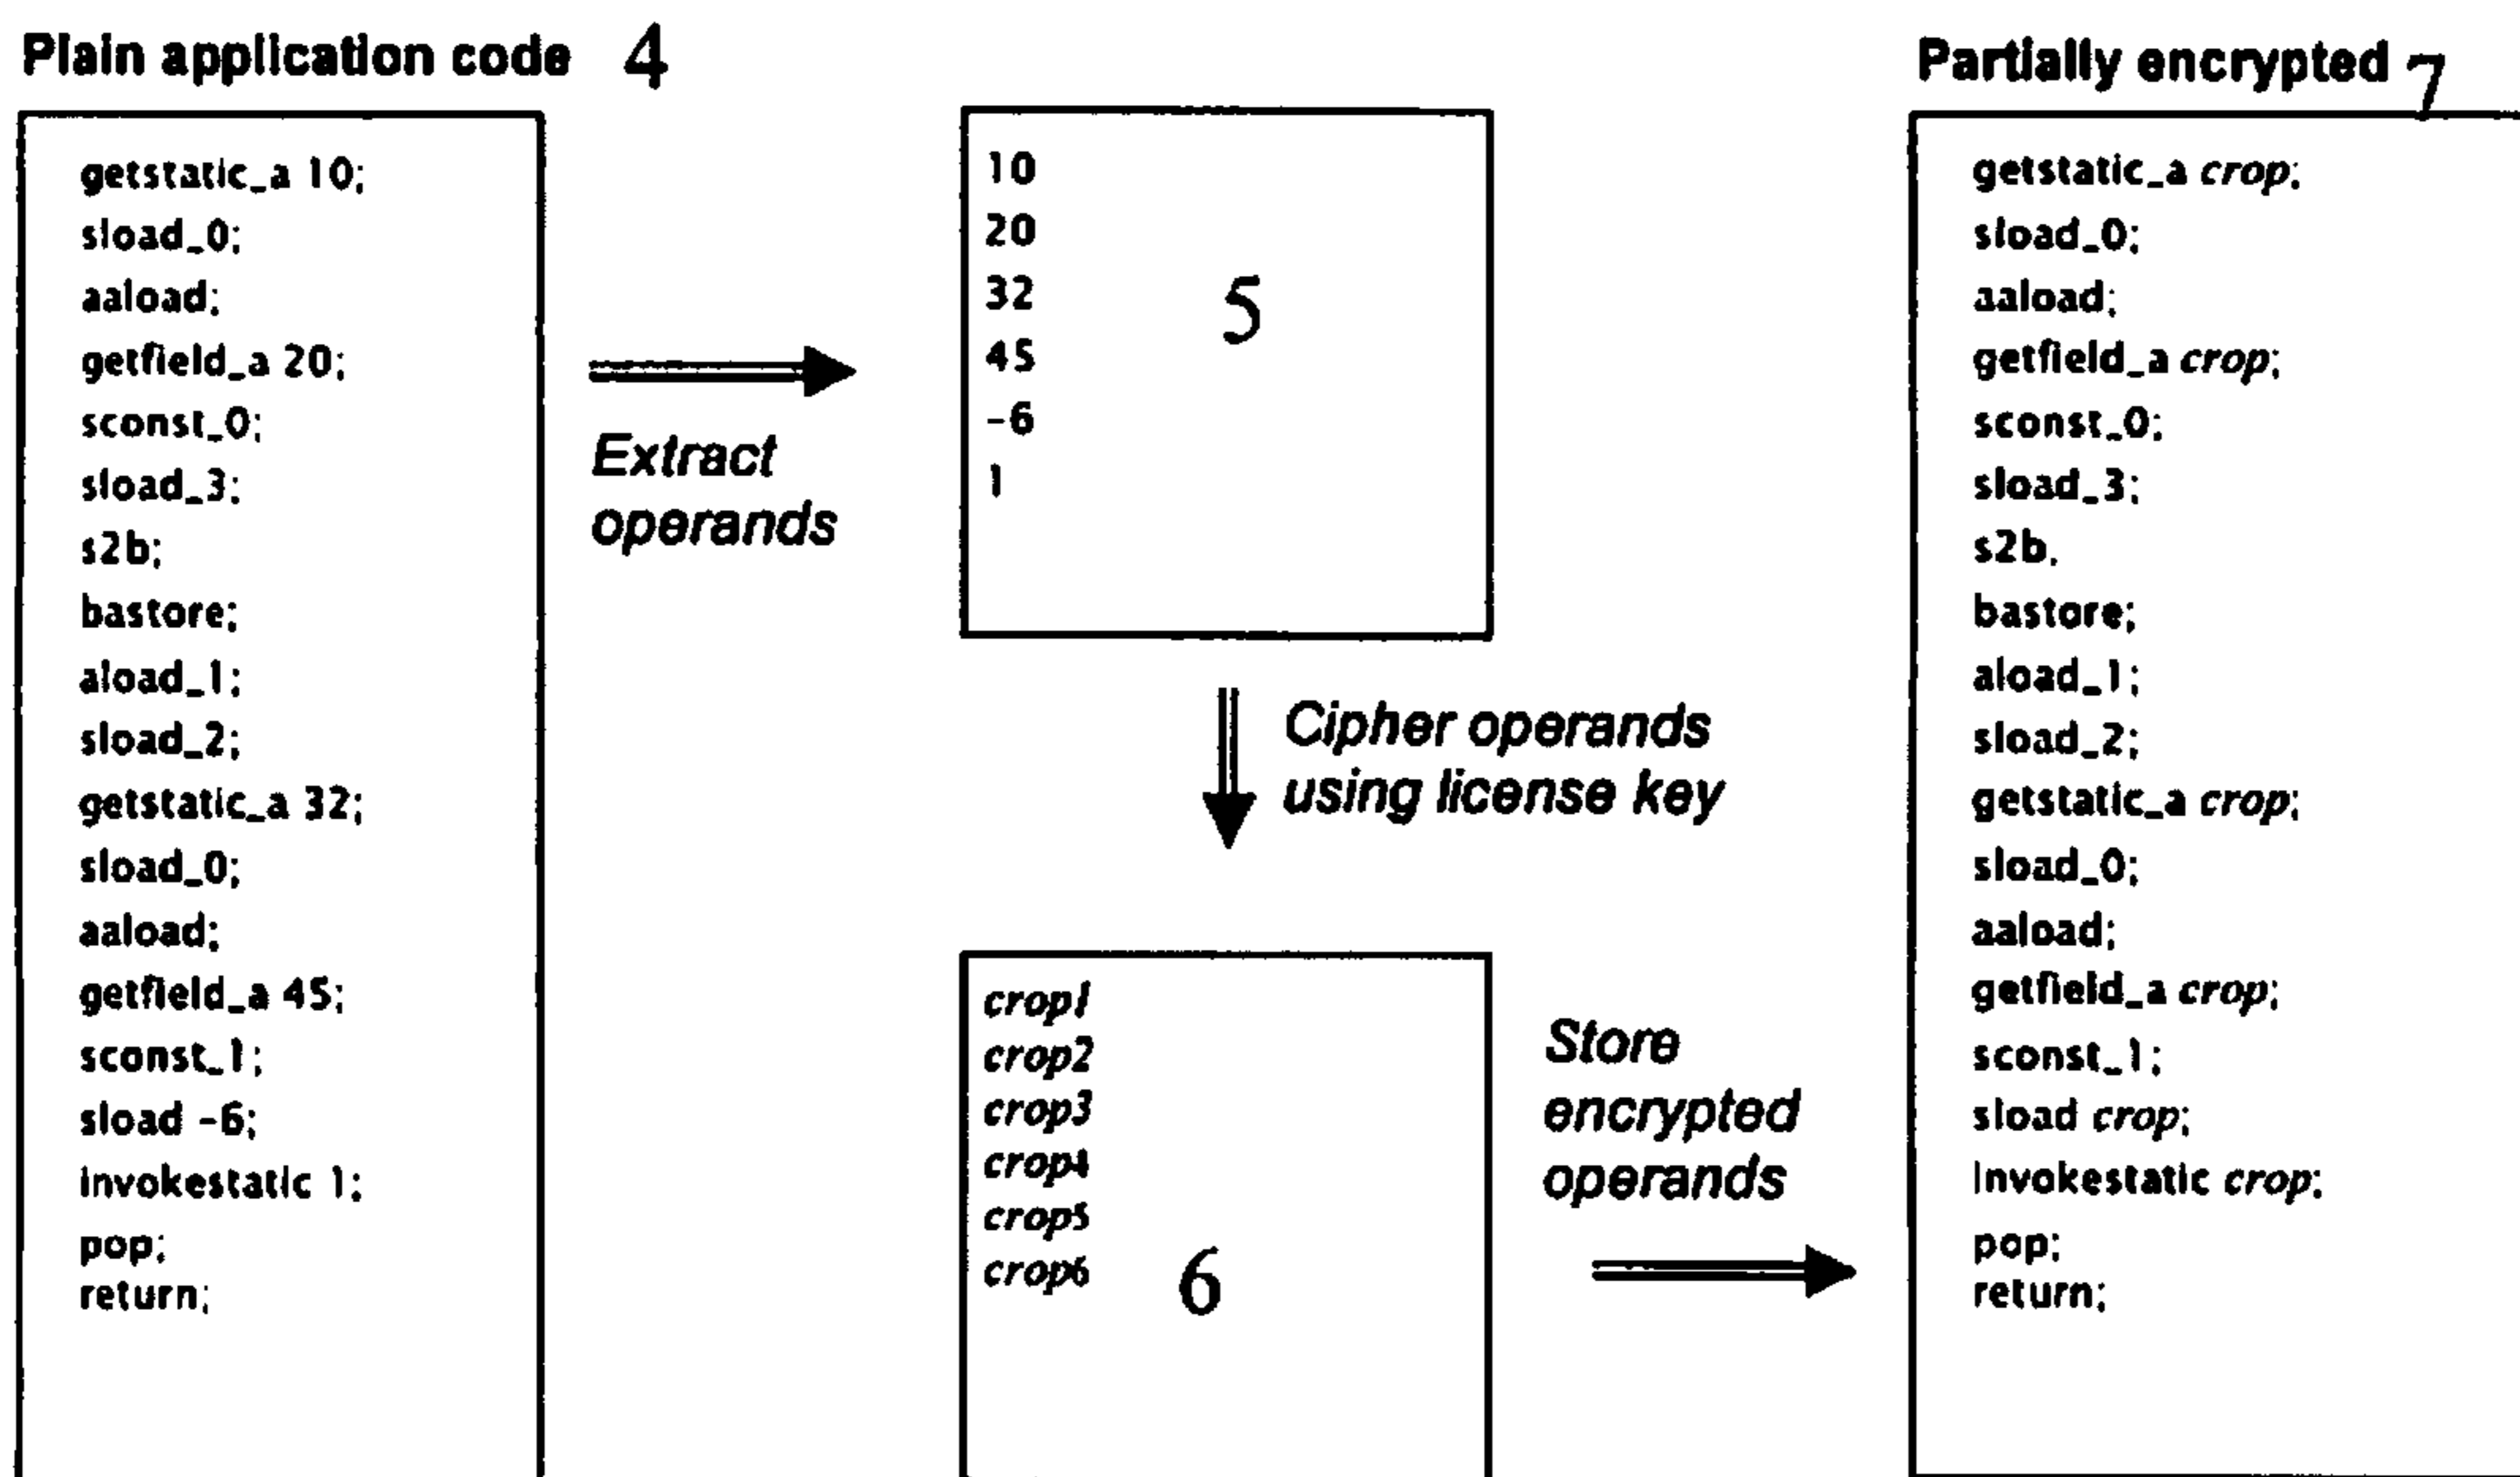 Plain application code 4
getstatic_a 10;
sload_0;
aaload;
getfield_a 20;
sconst_0;
sload_3;
s2b;
bastore;
aload_1;
sload_2;
getstatic_a 32;
sload_0;
aaload;
getfield_a 45;
sconst_1;
sload -6;
invokestatic 1;
pop;
return;
Extract
operands
10
20
32
45
-6
1
5
Cipher operands
using license key
crop1
crop2
crop3
crop4
crop5
crop6
6
Store
encrypted
operands
Partially encrypted 7
getstatic_a crop;
sload_0;
aaload;
getfield_a crop;
sconst_0;
sload_3;
s2b.
bastore;
aload_1;
sload_2;
getstatic_a crop;
sload_0;
aaload;
getfield_a crop;
sconst_1;
sload crop;
invokestatic crop;
pop;
return;